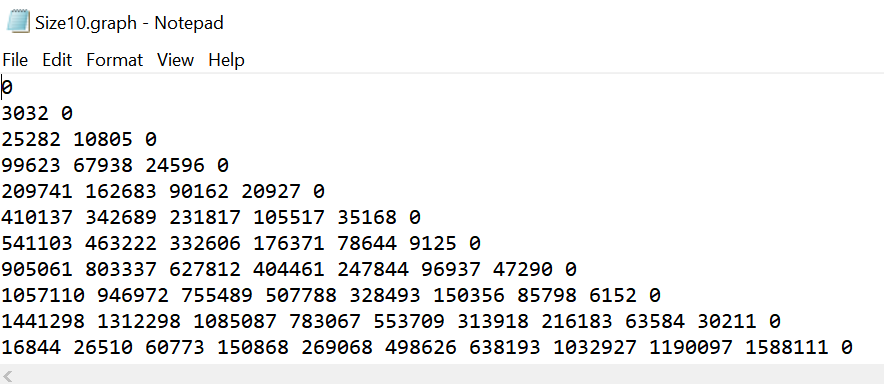 Size10.graph - Notepad
File Edit Format View Help
0
3032 0
25282 10805 0
99623 67938 24596 0
209741 162683 90162 20927 0
410137 342689 231817 105517 35168 0
541103 463222 332606 176371 78644 9125 0
905061 803337 627812 404461 247844 96937 47290 0
1057110 946972 755489 507788 328493 150356 85798 6152 0
1441298 1312298 1085087 783067 553709 313918 216183 63584 30211 0
16844 26510 60773 150868 269068 498626 638193 1032927 1190097 1588111 0